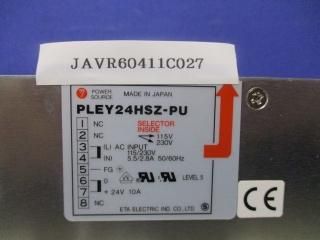 JAVR60411C027
POWER SOURCE
MADE IN JAPAN
PLEY24HSZ-PU
SELECTOR INSIDE
115V
230V
1 NC
2 NC
3 (L) AC INPUT
115/230V
4 (N) 5.5/2.8A 50/60Hz
5 FG
6 0
7 + 24V 10A
8 NC
LEVEL 5
ETA ELECTRIC IND. CO., LTD.
CE